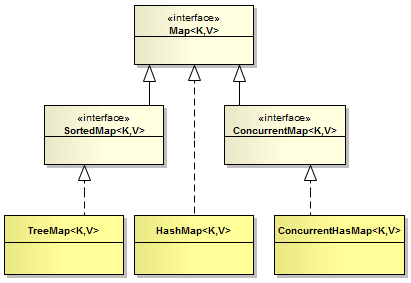 «interface»
Map<K,V>
«interface»
SortedMap<K,V>
«interface»
ConcurrentMap<K,V>
TreeMap<K,V>
HashMap<K,V>
ConcurrentHasMap<K,V>